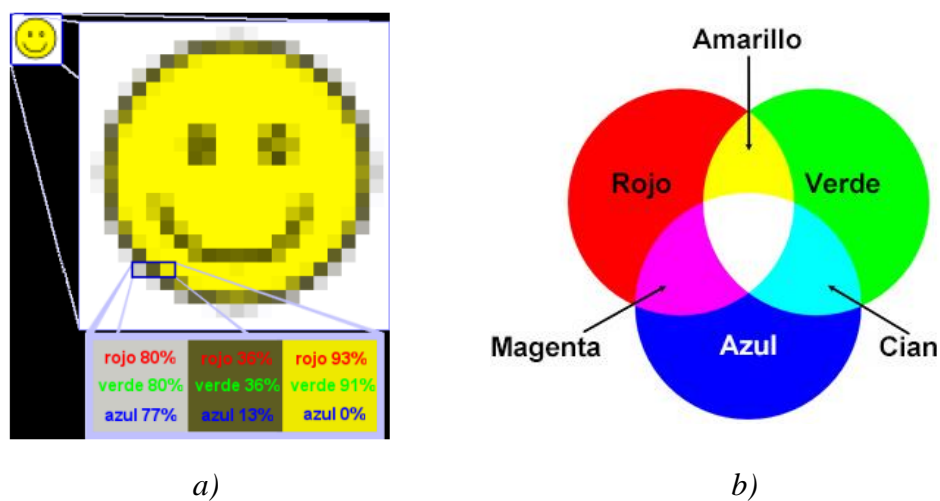 rojo 80%
verde 80%
azul 77%
rojo 36%
verde 36%
azul 13%
rojo 93%
verde 91%
azul 0%
a)
Amarillo
Rojo
Verde
Magenta
Azul
Cian
b)